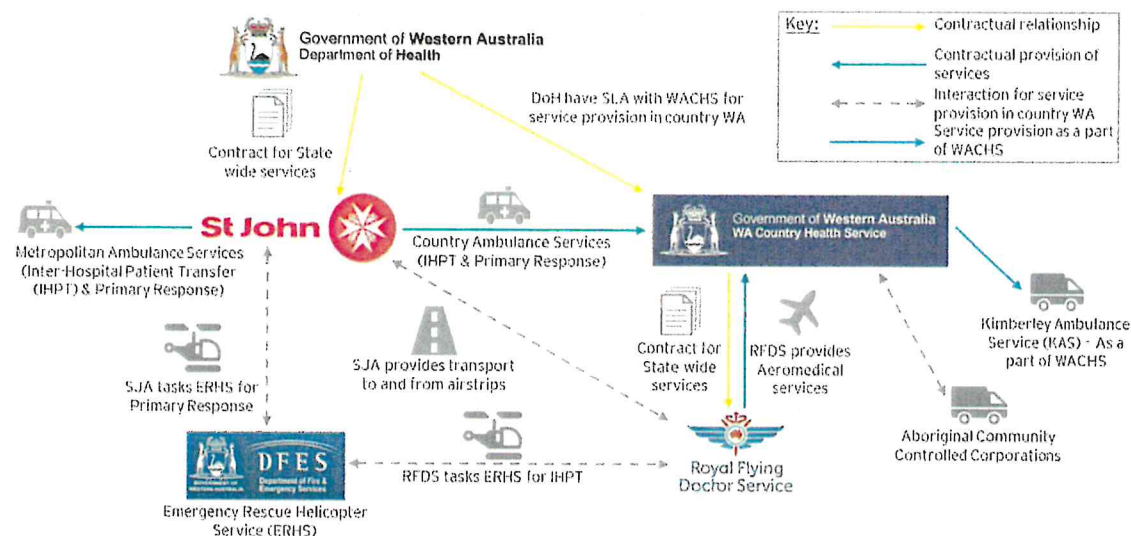 Government of Western Australia
Department of Health
Key:
Contractual relationship
Contractual provision of
services
Interaction for service
provision in country WA
Service provision as a part
of WACHS
DoH have SLA with WACHS for
service provision in country WA
Contract for State
wide services
St John
Metropolitan Ambulance Services
(Inter-Hospital Patient Transfer
(IHPT) & Primary Response)
Country Ambulance Services
(IHPT & Primary Response)
Government of Western Australia
WA Country Health Service
Kimberley Ambulance
Service (KAS) - As a
part of WACHS
SJA tasks ERHS for
Primary Response
SJA provides transport
to and from airstrips
Contract for
State wide
services
RFDS provides
Aeromedical
services
Aboriginal Community
Controlled Corporations
GOVERNMENT OF
WESTERN AUSTRALIA
DFES
Department of Fire &
Emergency Services
RFDS tasks ERHS for IHPT
Royal Flying
Doctor Service
Emergency Rescue Helicopter
Service (ERHS)